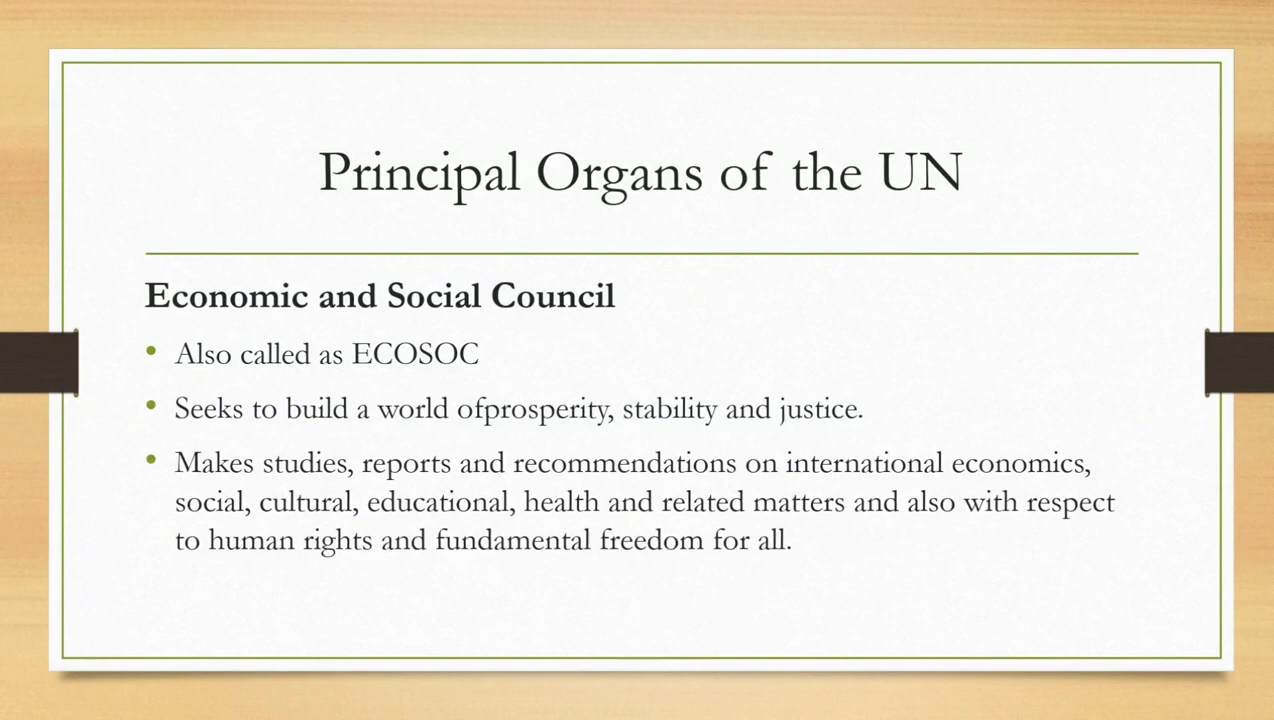 Principal Organs of the UN
Economic and Social Council
• Also called as ECOSOC
• Seeks to build a world ofprosperity, stability and justice.
• Makes studies, reports and recommendations on international economics,
social, cultural, educational, health and related matters and also with respect
to human rights and fundamental freedom for all.